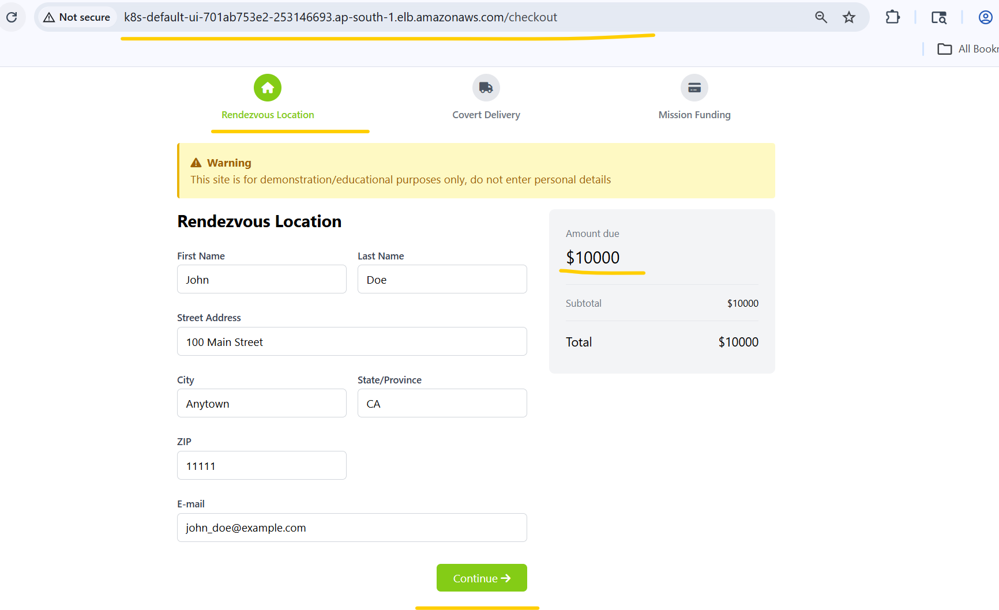 Not secure k8s-default-ui-701ab753e2-253146693.ap-south-1.elb.amazonaws.com/checkout
All Bookr
Rendezvous Location Covert Delivery Mission Funding
Warning
This site is for demonstration/educational purposes only, do not enter personal details
Rendezvous Location
First Name Last Name
John Doe
Street Address
100 Main Street
City State/Province
Anytown CA
ZIP
11111
E-mail
john_doe@example.com
Continue →
Amount due
$10000
Subtotal $10000
Total $10000